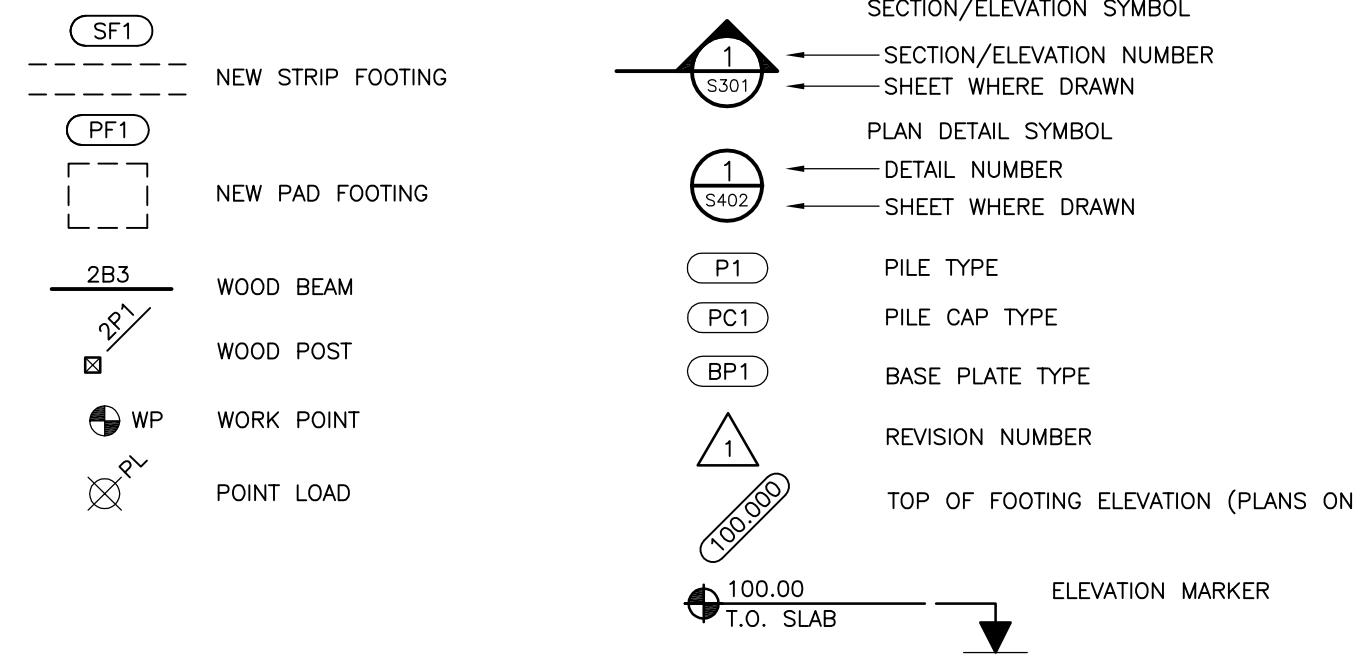 SF1
NEW STRIP FOOTING
PF1
NEW PAD FOOTING
2B3
WOOD BEAM
2P1
WOOD POST
WP
WORK POINT
PL
POINT LOAD
SECTION/ELEVATION SYMBOL
1
SECTION/ELEVATION NUMBER
S301
SHEET WHERE DRAWN
PLAN DETAIL SYMBOL
1
DETAIL NUMBER
S402
SHEET WHERE DRAWN
P1
PILE TYPE
PC1
PILE CAP TYPE
BP1
BASE PLATE TYPE
1
REVISION NUMBER
100.000
TOP OF FOOTING ELEVATION (PLANS ON
100.00
T.O. SLAB
ELEVATION MARKER